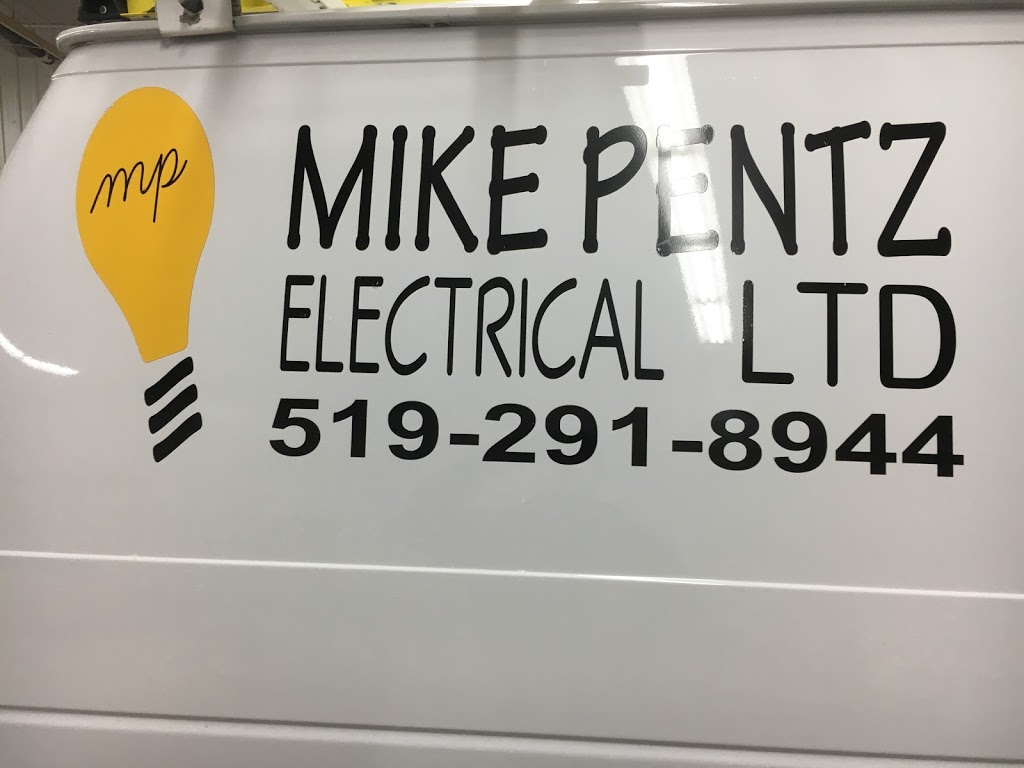 mp
MIKE PENTZ
ELECTRICAL LTD
519-291-8944